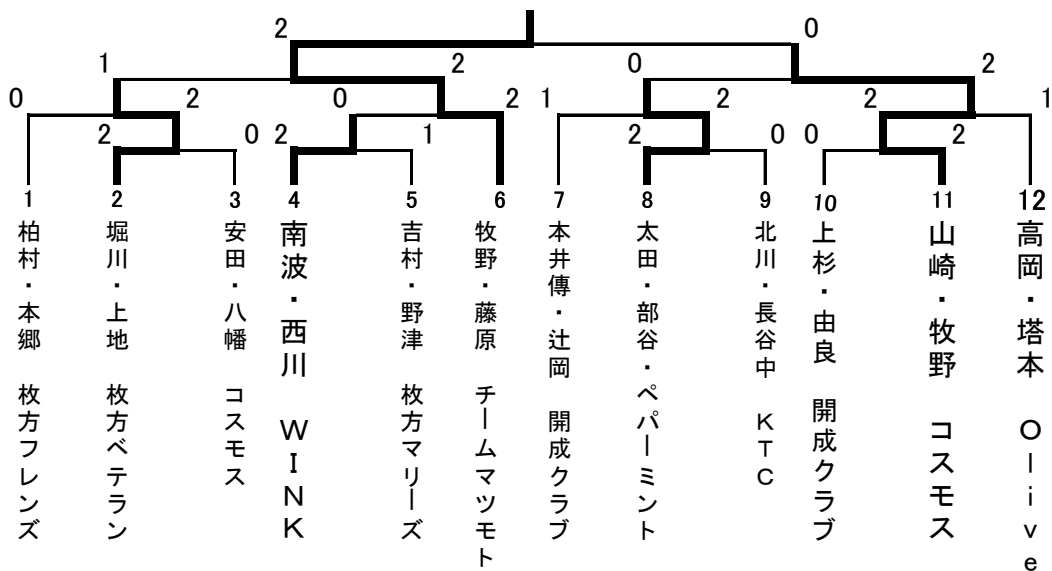 2 0
1 2 0 2
0 2 0 2 1 2 2 1
2 0 2 1 2 0 0 2
1 2 3 4 5 6 7 8 9 10 11 12
柏村・本郷 枚方フレンズ
堀川・上地 枚方ベテラン
安田・八幡 コスモス
南波・西川 WINK
吉村・野津 枚方マリーズ
牧野・藤原 チームマツモト
本井傳・辻岡 開成クラブ
太田・部谷・ペパーミント
北川・長谷中 KTC
上杉・由良 開成クラブ
山崎・牧野 コスモス
高岡・塔本 Olive